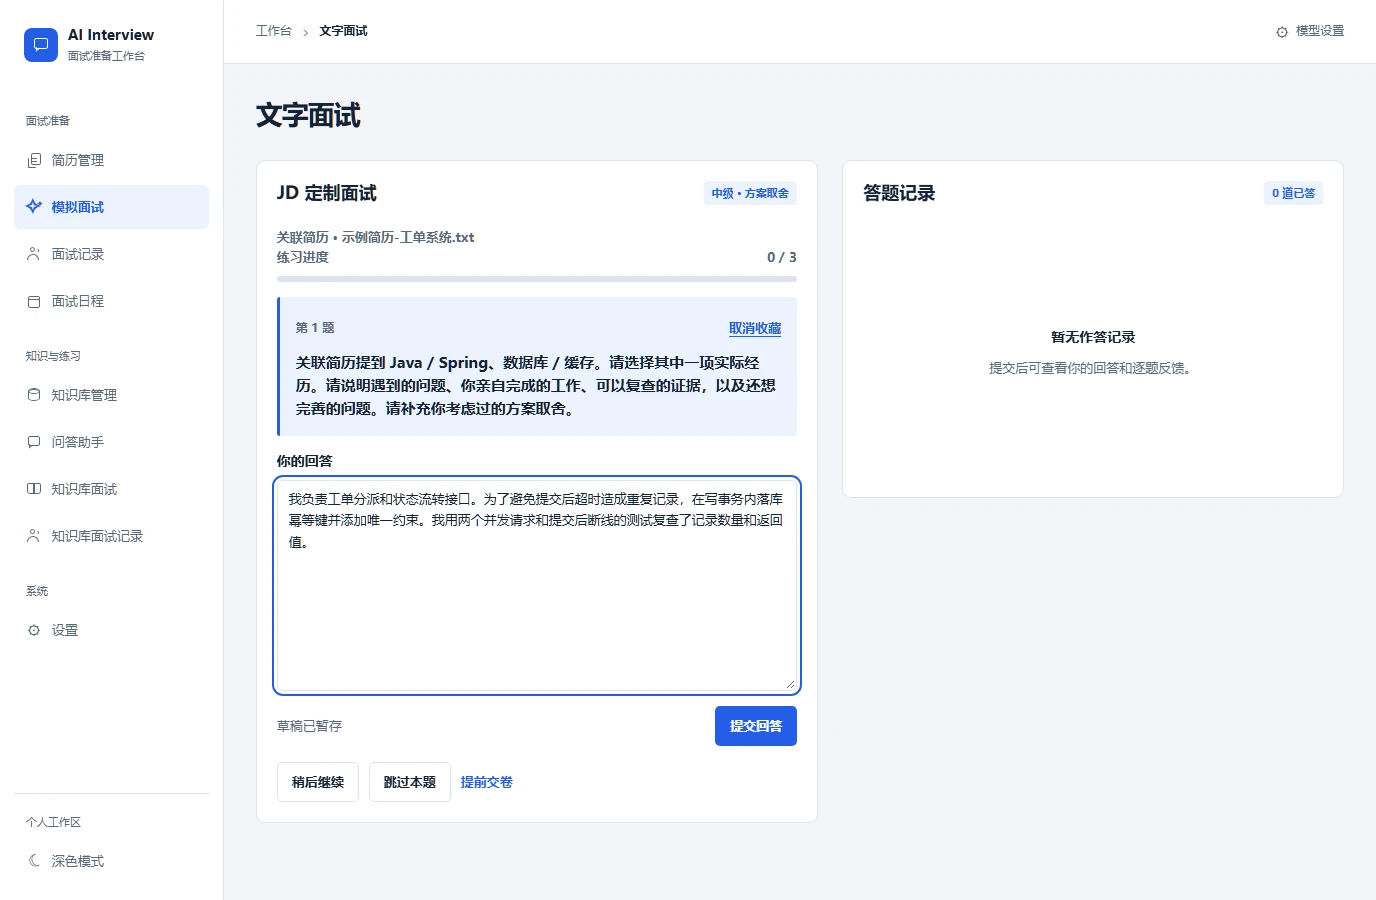 AI Interview
面试准备工作台
面试准备
简历管理
模拟面试
面试记录
面试日程
知识与练习
知识库管理
问答助手
知识库面试
知识库面试记录
系统
设置
个人工作区
深色模式
工作台 › 文字面试
模型设置
文字面试
JD 定制面试
中级 • 方案取舍
关联简历 • 示例简历-工单系统.txt
练习进度
0 / 3
第 1 题
取消收藏
关联简历提到 Java / Spring、数据库 / 缓存。请选择其中一项实际经
历。请说明遇到的问题、你亲自完成的工作、可以复查的证据，以及还想
完善的问题。请补充你考虑过的方案取舍。
你的回答
我负责工单分派和状态流转接口。为了避免提交后超时造成重复记录，在写事务内落库
幂等键并添加唯一约束。我用两个并发请求和提交后断线的测试复查了记录数量和返回
值。
草稿已暂存
提交回答
稍后继续
跳过本题
提前交卷
答题记录
0 道已答
暂无作答记录
提交后可查看你的回答和逐题反馈。